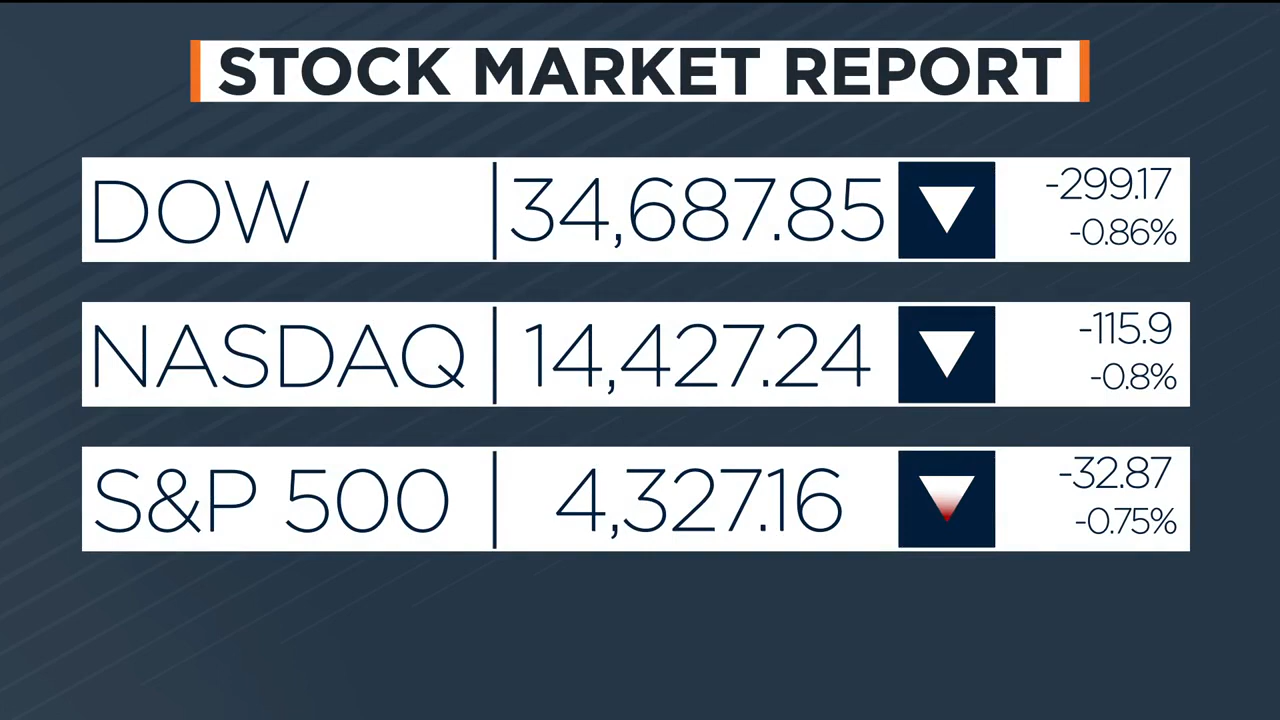 STOCK MARKET REPORT
DOW 34,687.85 -299.17
-0.86%
NASDAQ 14,427.24 -115.9
-0.8%
S&P 500 4,327.16 -32.87
-0.75%